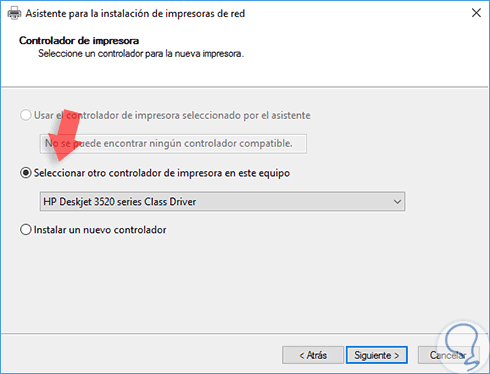 Asistente para la instalación de impresoras de red
Controlador de impresora
Seleccione un controlador para la nueva impresora.
Usar el controlador de impresora seleccionado por el asistente
No se puede encontrar ningún controlador compatible.
Seleccionar otro controlador de impresora en este equipo
HP Deskjet 3520 series Class Driver
Instalar un nuevo controlador
< Atrás
Siguiente >
Cancelar